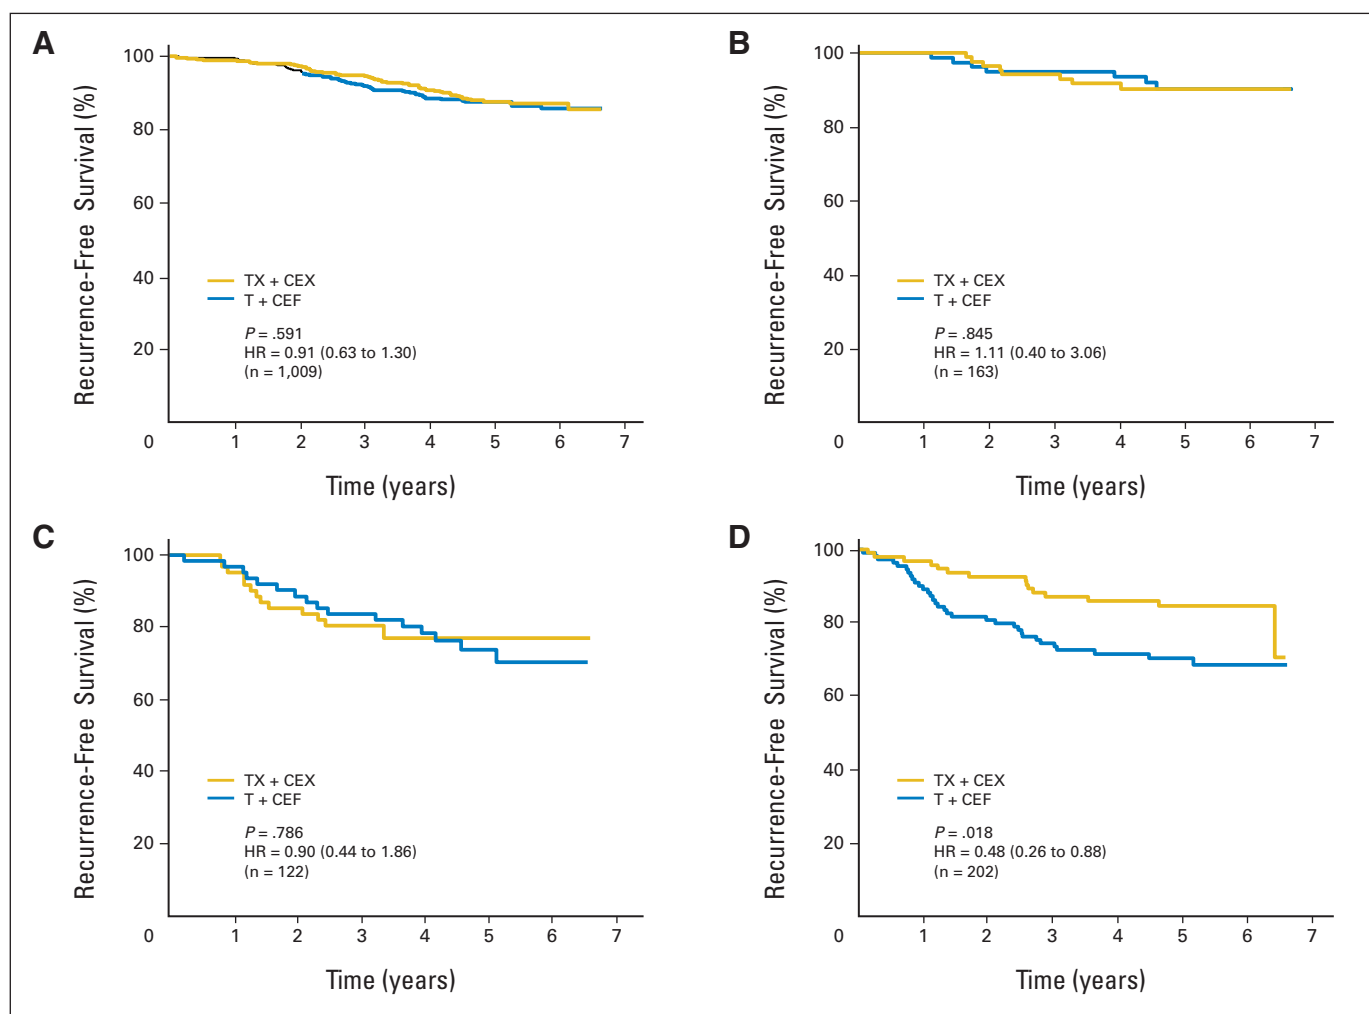 A
Recurrence-Free Survival (%)
100
80
60
40
20
0
1 2 3 4 5 6 7
Time (years)
TX + CEX
T + CEF
P = .591
HR = 0.91 (0.63 to 1.30)
(n = 1,009)
B
Recurrence-Free Survival (%)
100
80
60
40
20
0
1 2 3 4 5 6 7
Time (years)
TX + CEX
T + CEF
P = .845
HR = 1.11 (0.40 to 3.06)
(n = 163)
C
Recurrence-Free Survival (%)
100
80
60
40
20
0
1 2 3 4 5 6 7
Time (years)
TX + CEX
T + CEF
P = .786
HR = 0.90 (0.44 to 1.86)
(n = 122)
D
Recurrence-Free Survival (%)
100
80
60
40
20
0
1 2 3 4 5 6 7
Time (years)
TX + CEX
T + CEF
P = .018
HR = 0.48 (0.26 to 0.88)
(n = 202)